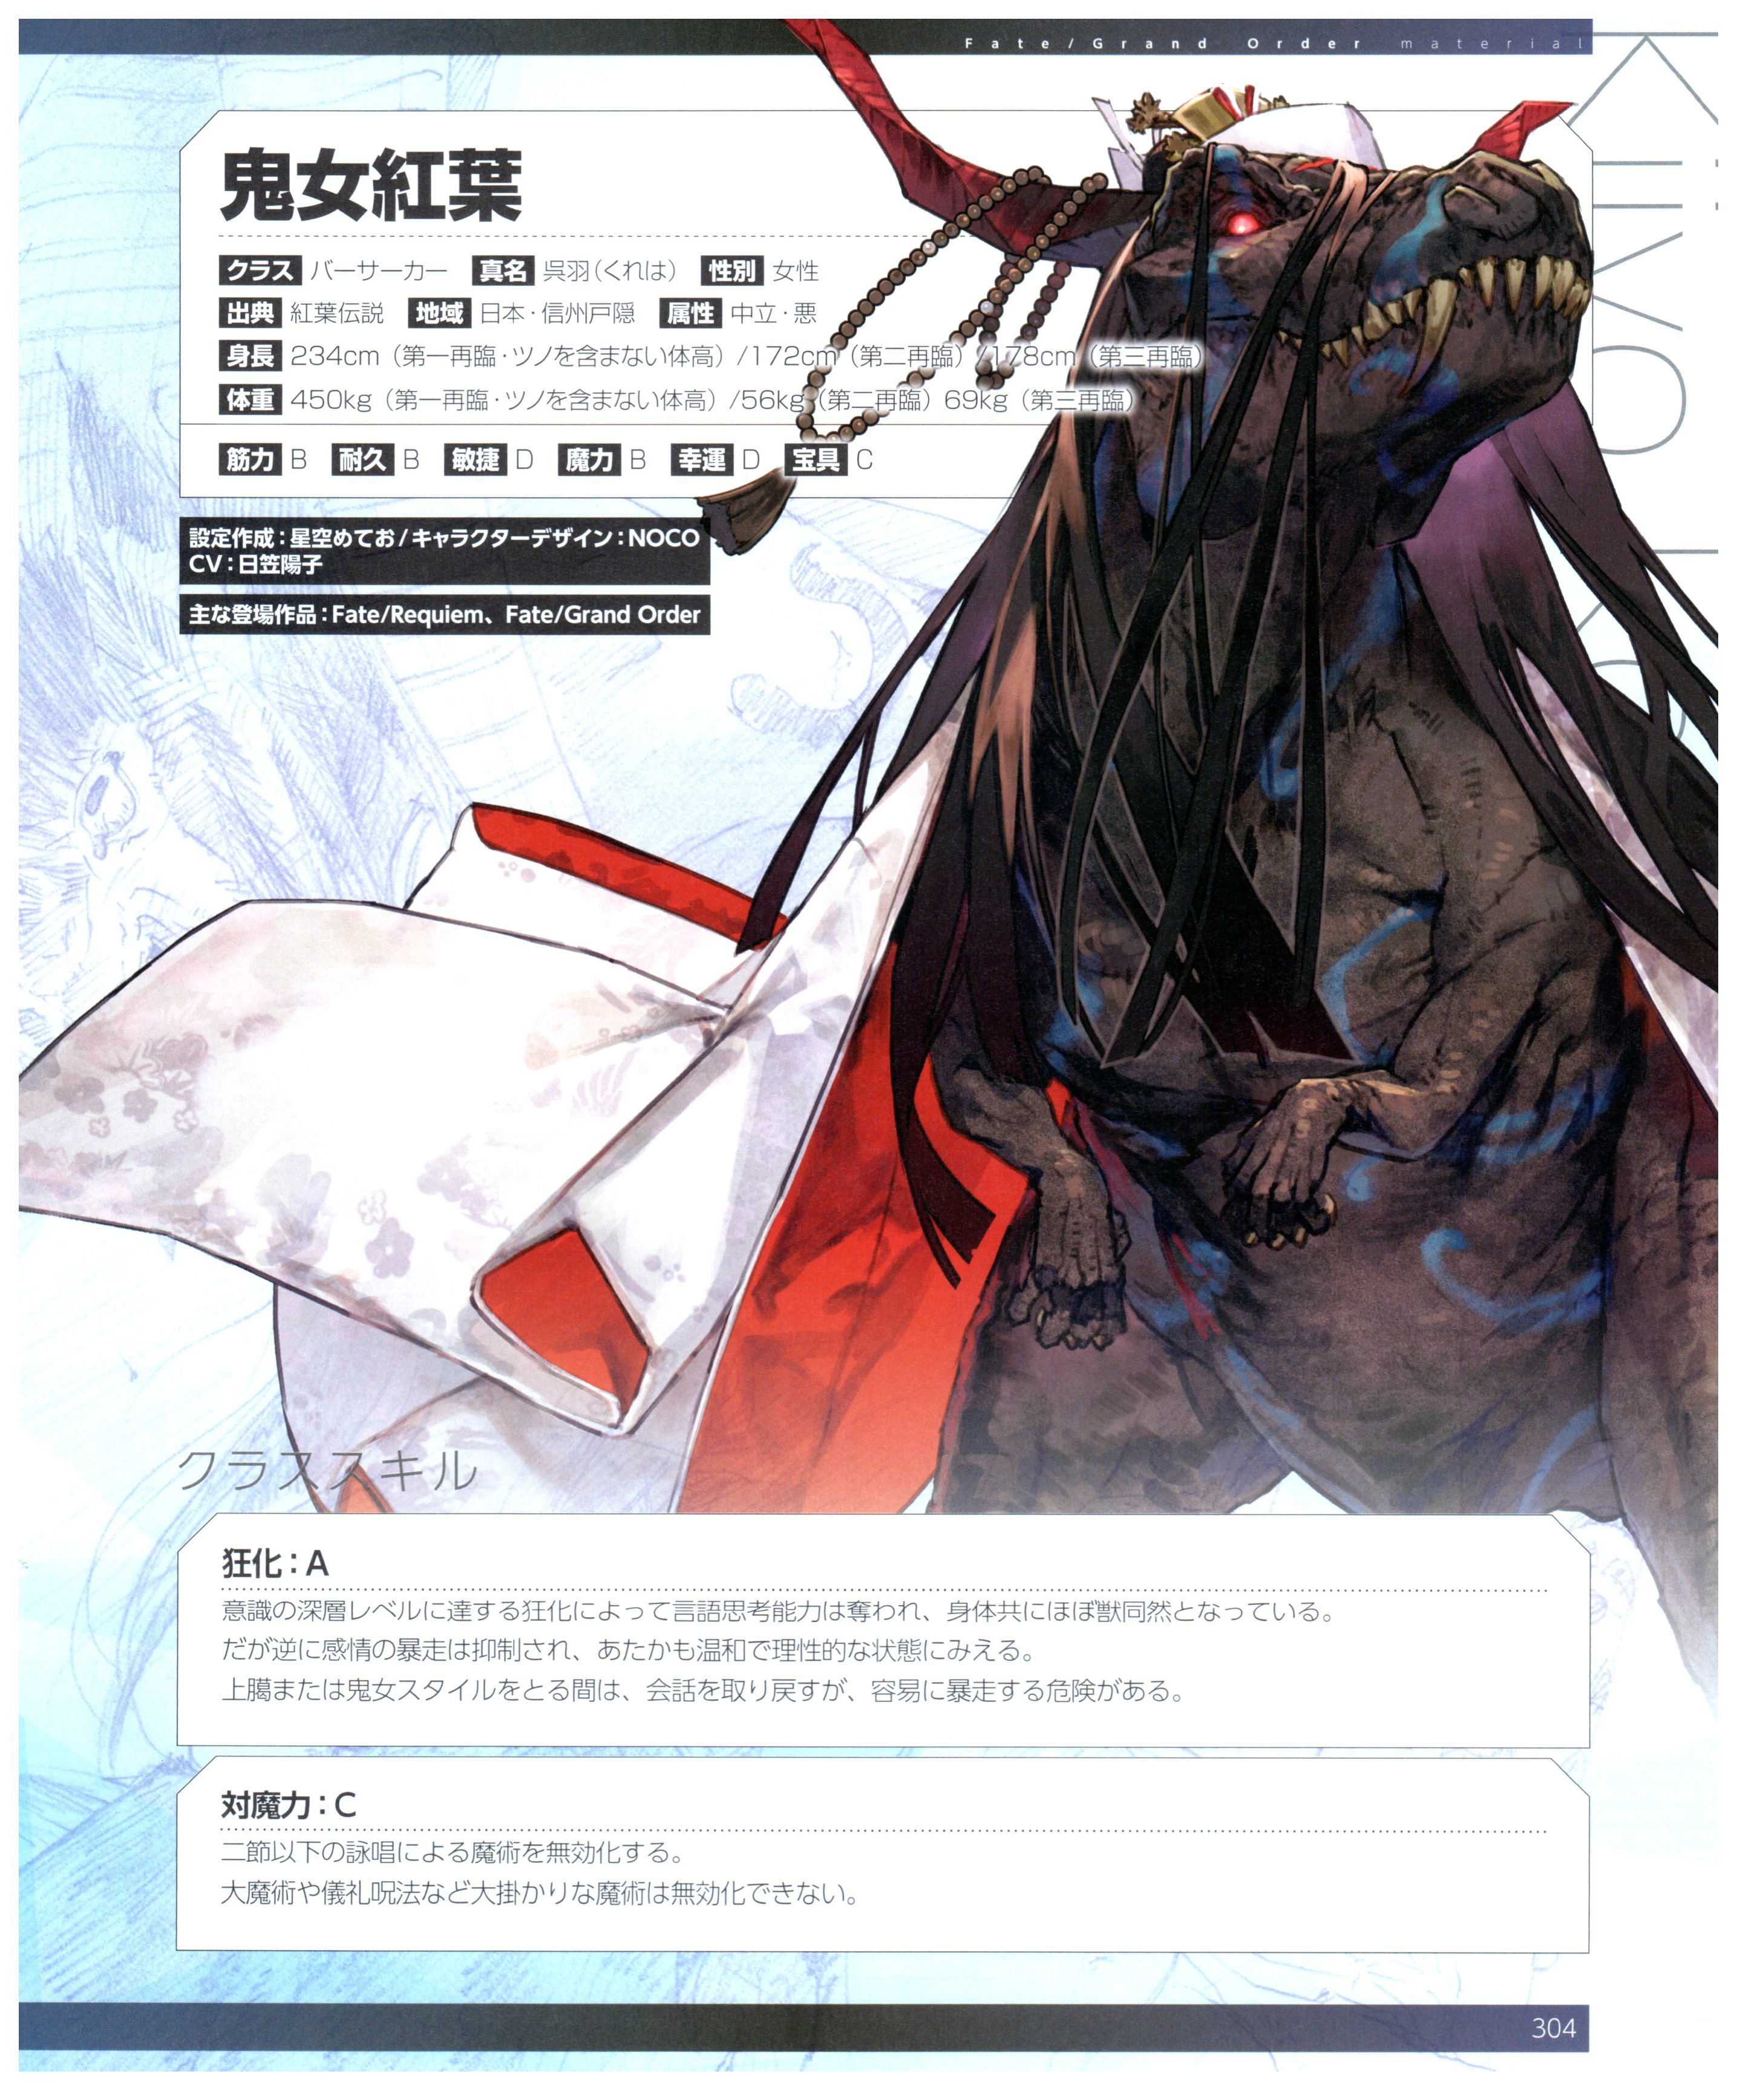 Fate/Grand Order material
鬼女紅葉
クラス バーサーカー 真名 呉羽(くれは) 性別 女性
出典 紅葉伝説 地域 日本・信州戸隠 属性 中立・悪
身長 234cm(第一再臨・ツノを含まない体高)/172cm(第二再臨)/178cm(第三再臨)
体重 450kg(第一再臨・ツノを含まない体高)/56kg(第二再臨)69kg(第三再臨)
筋力 B 耐久 B 敏捷 D 魔力 B 幸運 D 宝具 C
設定作成:星空めてお/キャラクターデザイン:NOCO
CV:日笠陽子
主な登場作品:Fate/Requiem、Fate/Grand Order
クラススキル
狂化:A
意識の深層レベルに達する狂化によって言語思考能力は奪われ、身体共にほぼ獣同然となっている。
だが逆に感情の暴走は抑制され、あたかも温和で理性的な状態にみえる。
上臈または鬼女スタイルをとる間は、会話を取り戻すが、容易に暴走する危険がある。
対魔力:C
二節以下の詠唱による魔術を無効化する。
大魔術や儀礼呪法など大掛かりな魔術は無効化できない。
304